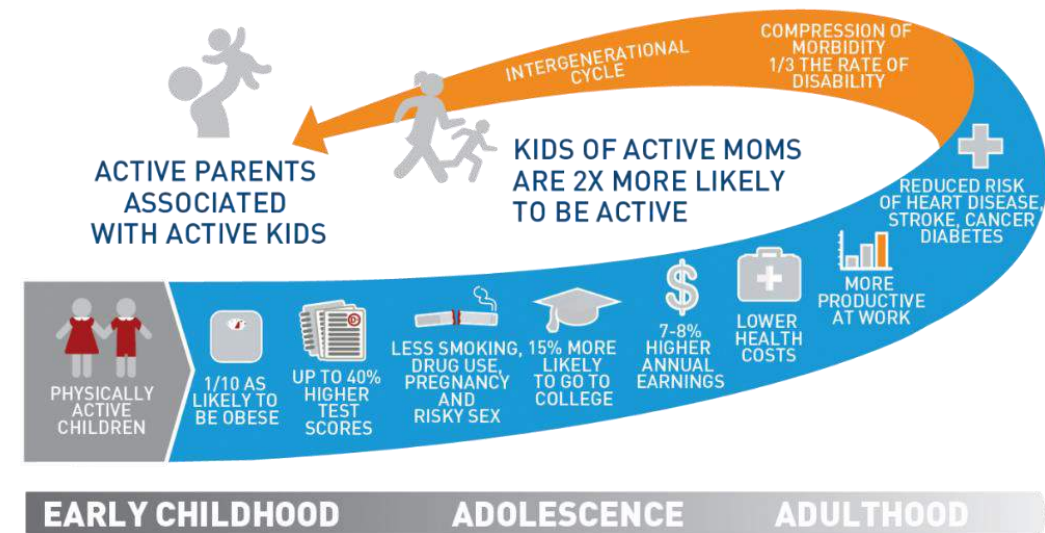 INTERGENERATIONAL
CYCLE
COMPRESSION OF
MORBIDITY
1/3 THE RATE OF
DISABILITY
ACTIVE PARENTS
ASSOCIATED
WITH ACTIVE KIDS
KIDS OF ACTIVE MOMS
ARE 2X MORE LIKELY
TO BE ACTIVE
PHYSICALLY
ACTIVE
CHILDREN
1/10 AS
LIKELY TO
BE OBESE
UP TO 40%
HIGHER
TEST
SCORES
LESS SMOKING,
DRUG USE,
PREGNANCY
AND
RISKY SEX
15% MORE
LIKELY
TO GO TO
COLLEGE
$
7-8%
HIGHER
ANNUAL
EARNINGS
LOWER
HEALTH
COSTS
MORE
PRODUCTIVE
AT WORK
REDUCED RISK
OF HEART DISEASE,
STROKE, CANCER
DIABETES
EARLY CHILDHOOD
ADOLESCENCE
ADULTHOOD